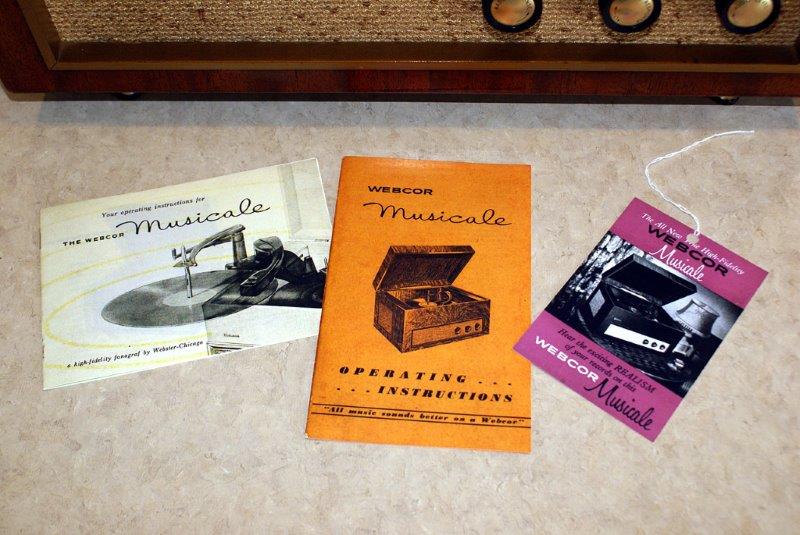 Your operating instructions for
THE WEBCOR Musicale
a high-fidelity fonograf by Webster-Chicago
WEBCOR
Musicale
OPERATING . . .
. . . INSTRUCTIONS
"All music sounds better on a Webcor"
The All New True High-Fidelity
WEBCOR
Musicale
Hear the exciting REALISM
of your records on this
WEBCOR
Musicale